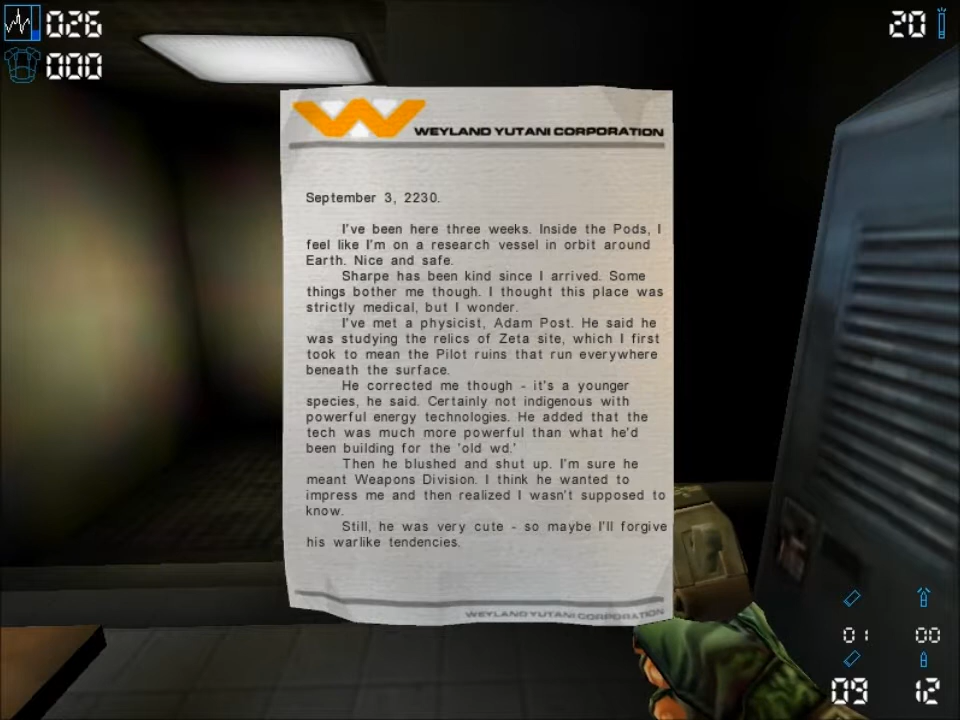 026
20
000
WEYLAND YUTANI CORPORATION
September 3, 2230.
I've been here three weeks. Inside the Pods, I
feel like I'm on a research vessel in orbit around
Earth. Nice and safe.
Sharpe has been kind since I arrived. Some
things bother me though. I thought this place was
strictly medical, but I wonder.
I've met a physicist, Adam Post. He said he
was studying the relics of Zeta site, which I first
took to mean the Pilot ruins that run everywhere
beneath the surface.
He corrected me though - it's a younger
species, he said. Certainly not indigenous with
powerful energy technologies. He added that the
tech was much more powerful than what he'd
been building for the 'old wd.'
Then he blushed and shut up. I'm sure he
meant Weapons Division. I think he wanted to
impress me and then realized I wasn't supposed to
know.
Still, he was very cute - so maybe I'll forgive
his warlike tendencies.
WEYLAND YUTANI CORPORATION
01 00
09 12